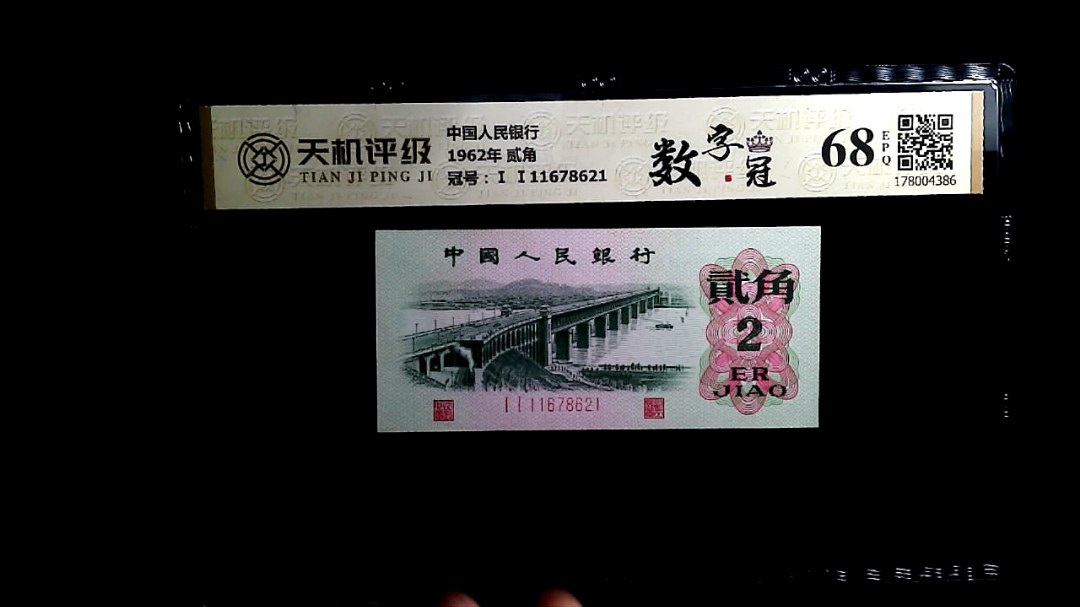 天机评级
TIAN JI PING JI
中国人民银行
1962年 贰角
冠号：I I11678621
数字冠
68
EPQ
178004386
中國人民銀行
貳角
2
ER
JIAO
I I 11678621